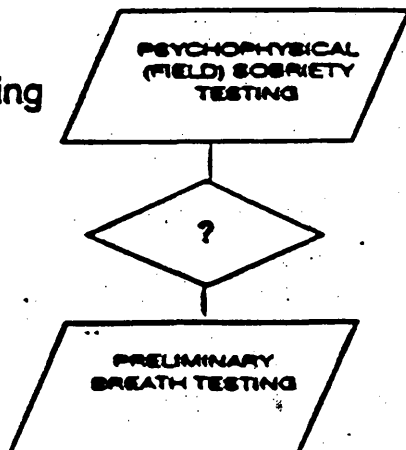 PSYCHOPHYSICAL
(FIELD) SOBRIETY
TESTING
ing
?
PRELIMINARY
BREATH TESTING